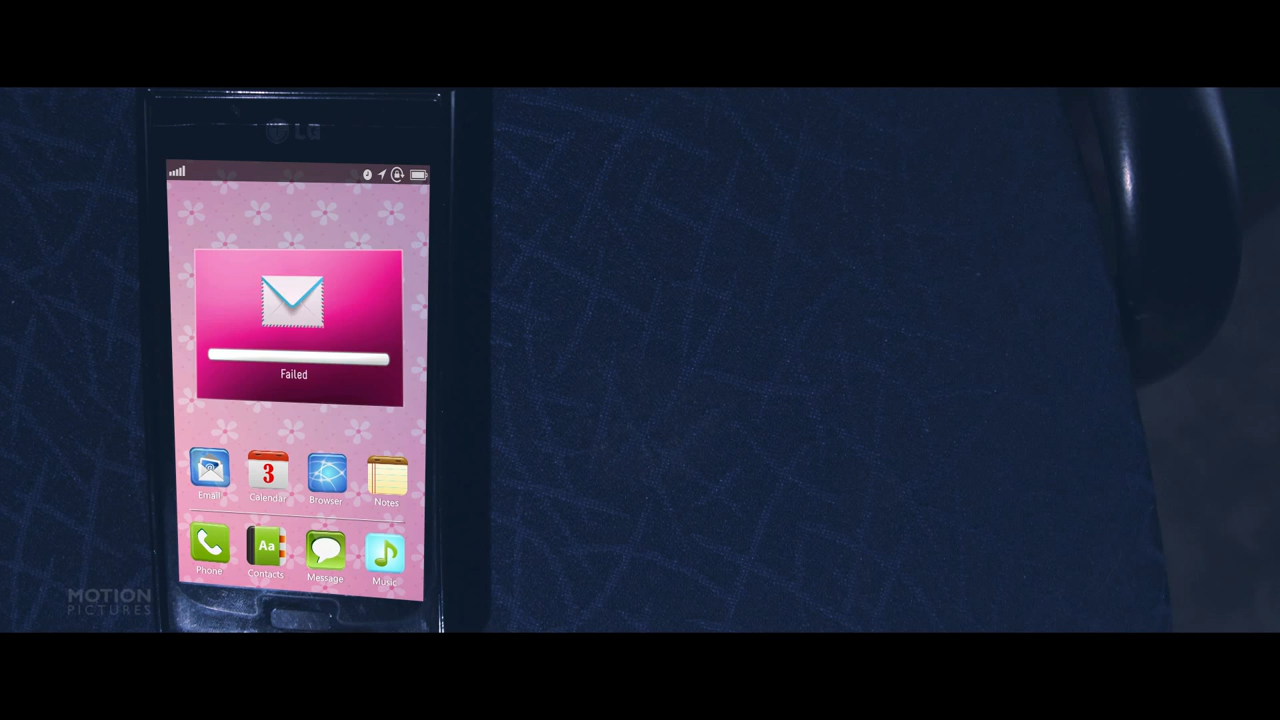 LG
Failed
3
Email
Calendar
Browser
Notes
Aa
Phone
Contacts
Message
Music
MOTION
PICTURES